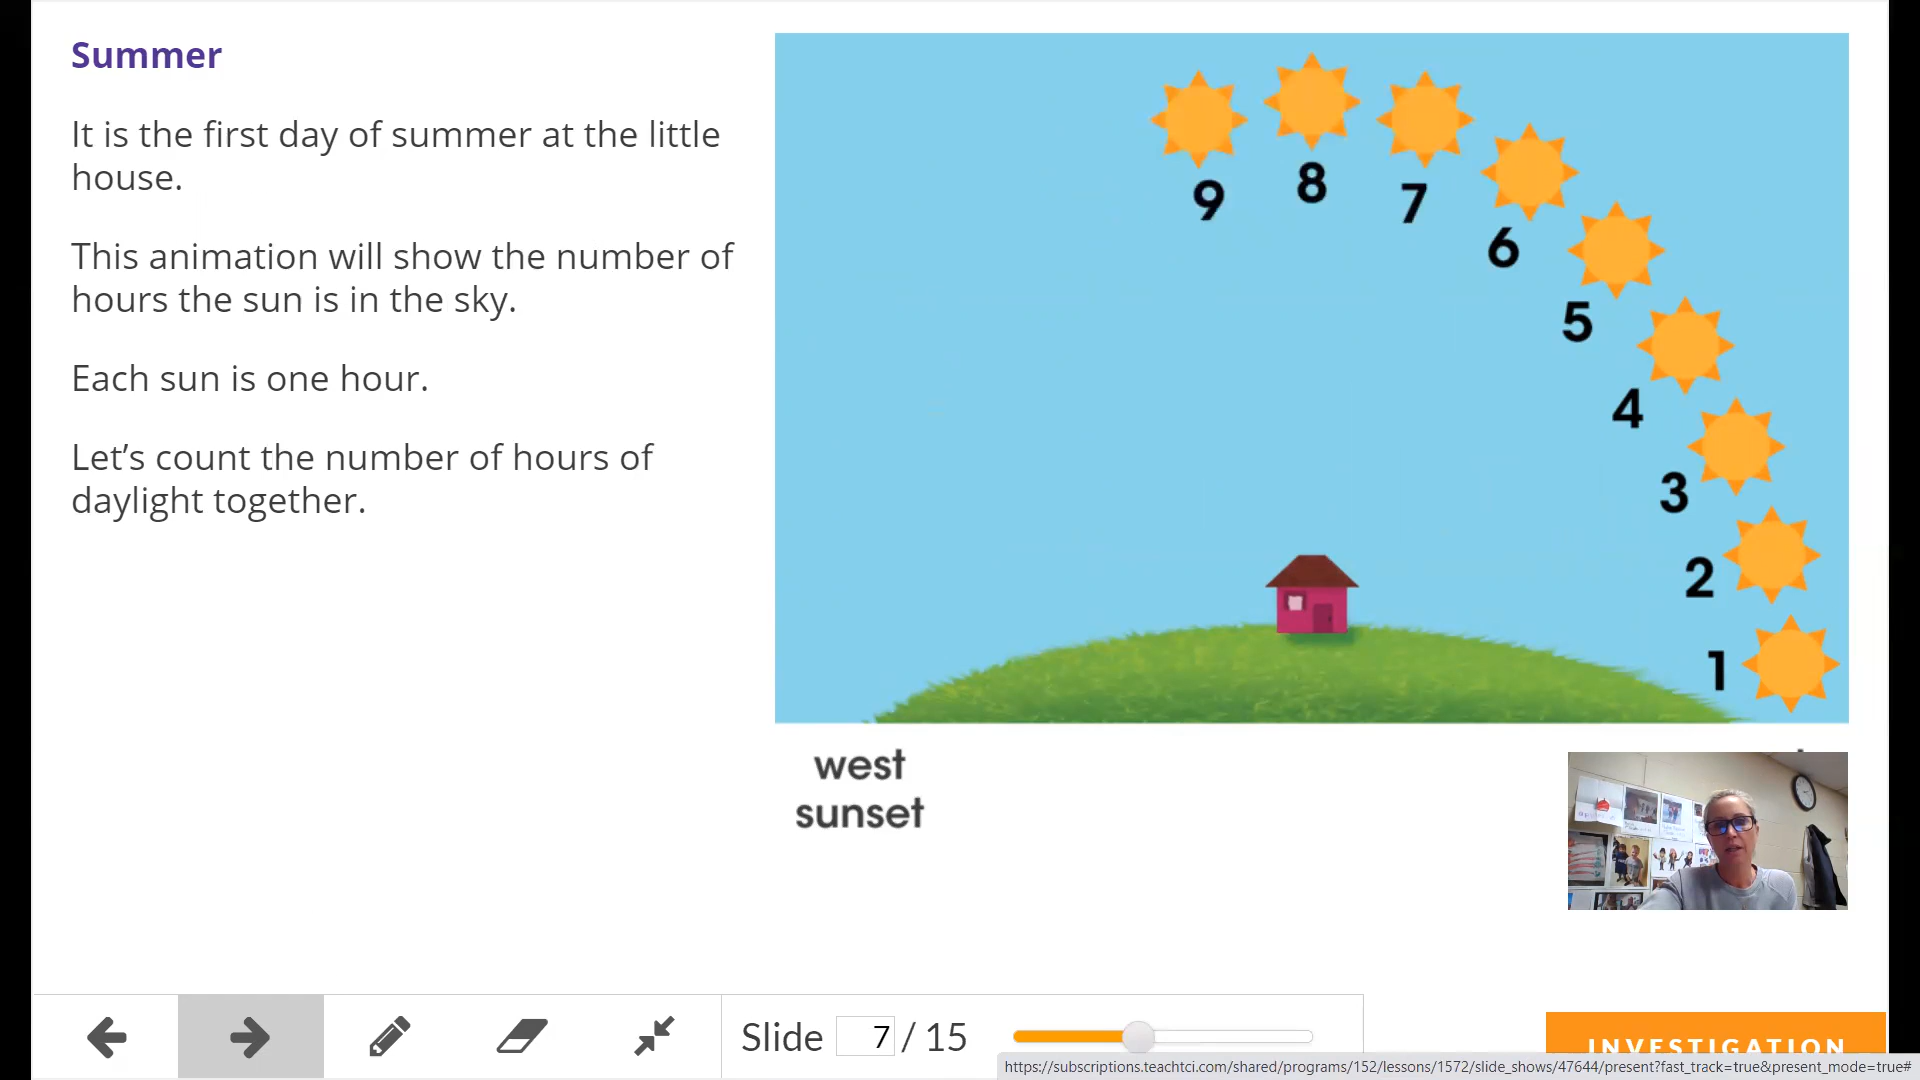 Summer
It is the first day of summer at the little
house.
This animation will show the number of
hours the sun is in the sky.
Each sun is one hour.
Let’s count the number of hours of
daylight together.
9
8
7
6
5
4
3
2
1
west
sunset
Slide 7 / 15
INVESTIGATION
https://subscriptions.teachtci.com/shared/programs/152/lessons/1572/slide_shows/47644/present?fast_track=true&present_mode=true#